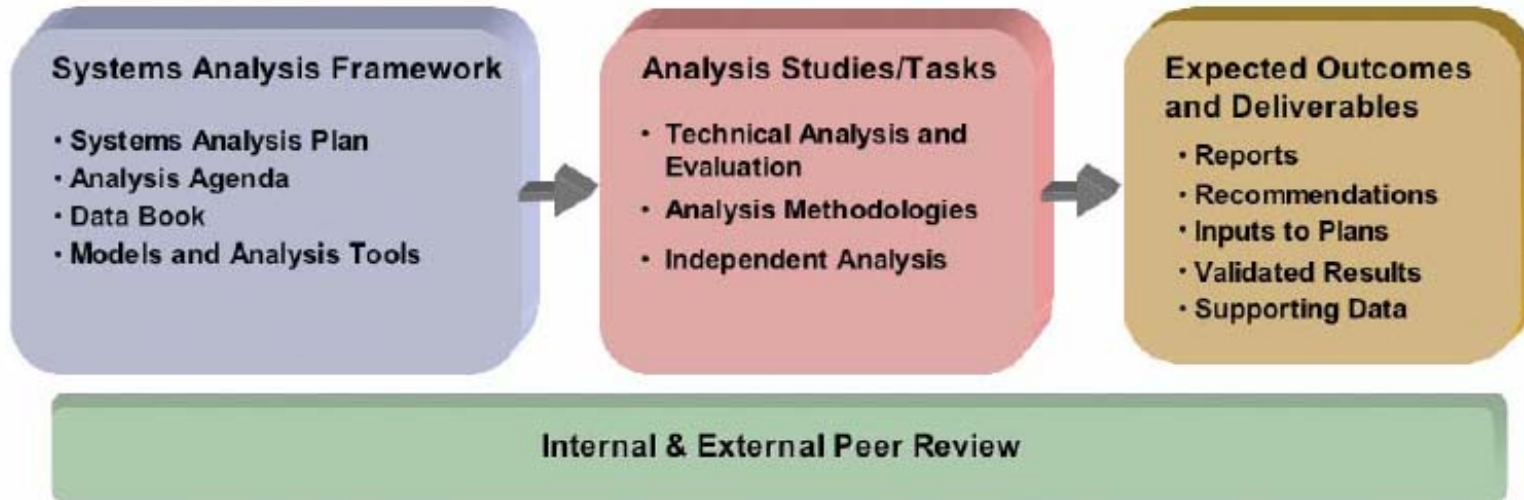 Systems Analysis Framework
• Systems Analysis Plan
• Analysis Agenda
• Data Book
• Models and Analysis Tools
Analysis Studies/Tasks
• Technical Analysis and
Evaluation
• Analysis Methodologies
• Independent Analysis
Expected Outcomes
and Deliverables
• Reports
• Recommendations
• Inputs to Plans
• Validated Results
• Supporting Data
Internal & External Peer Review